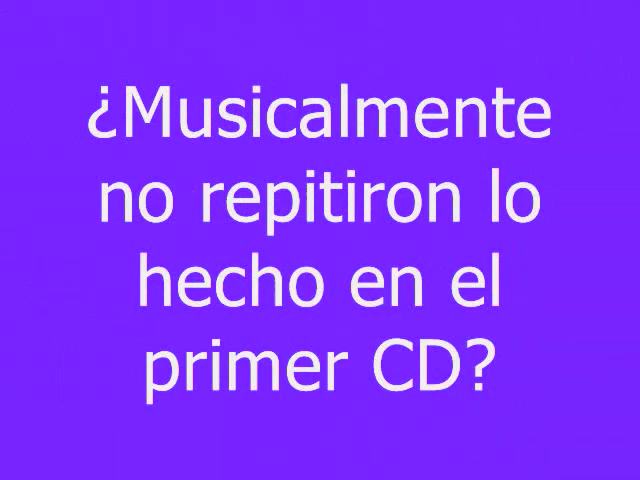 ¿Musicalmente
no repitiron lo
hecho en el
primer CD?